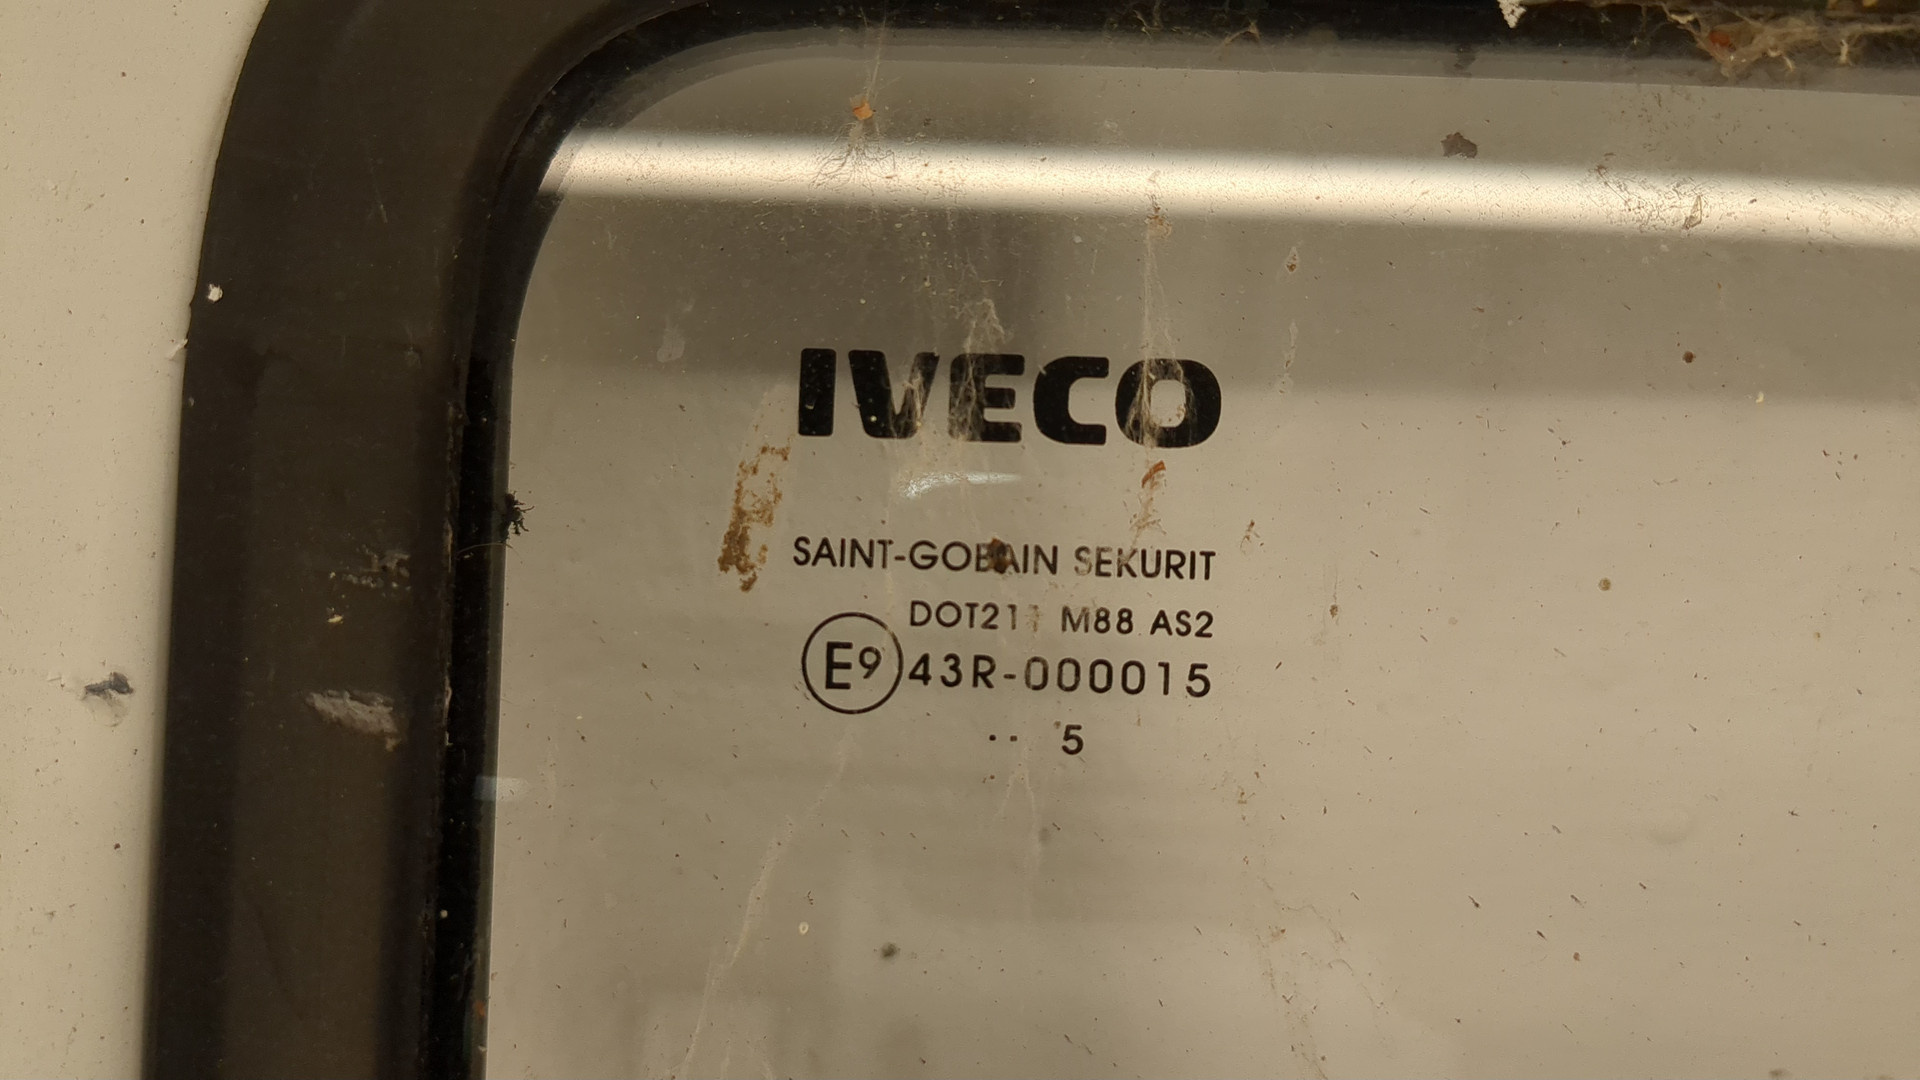 IVECO
SAINT-GOBAIN SEKURIT
DOT211 M88 AS2
E9 43R-000015
.. 5